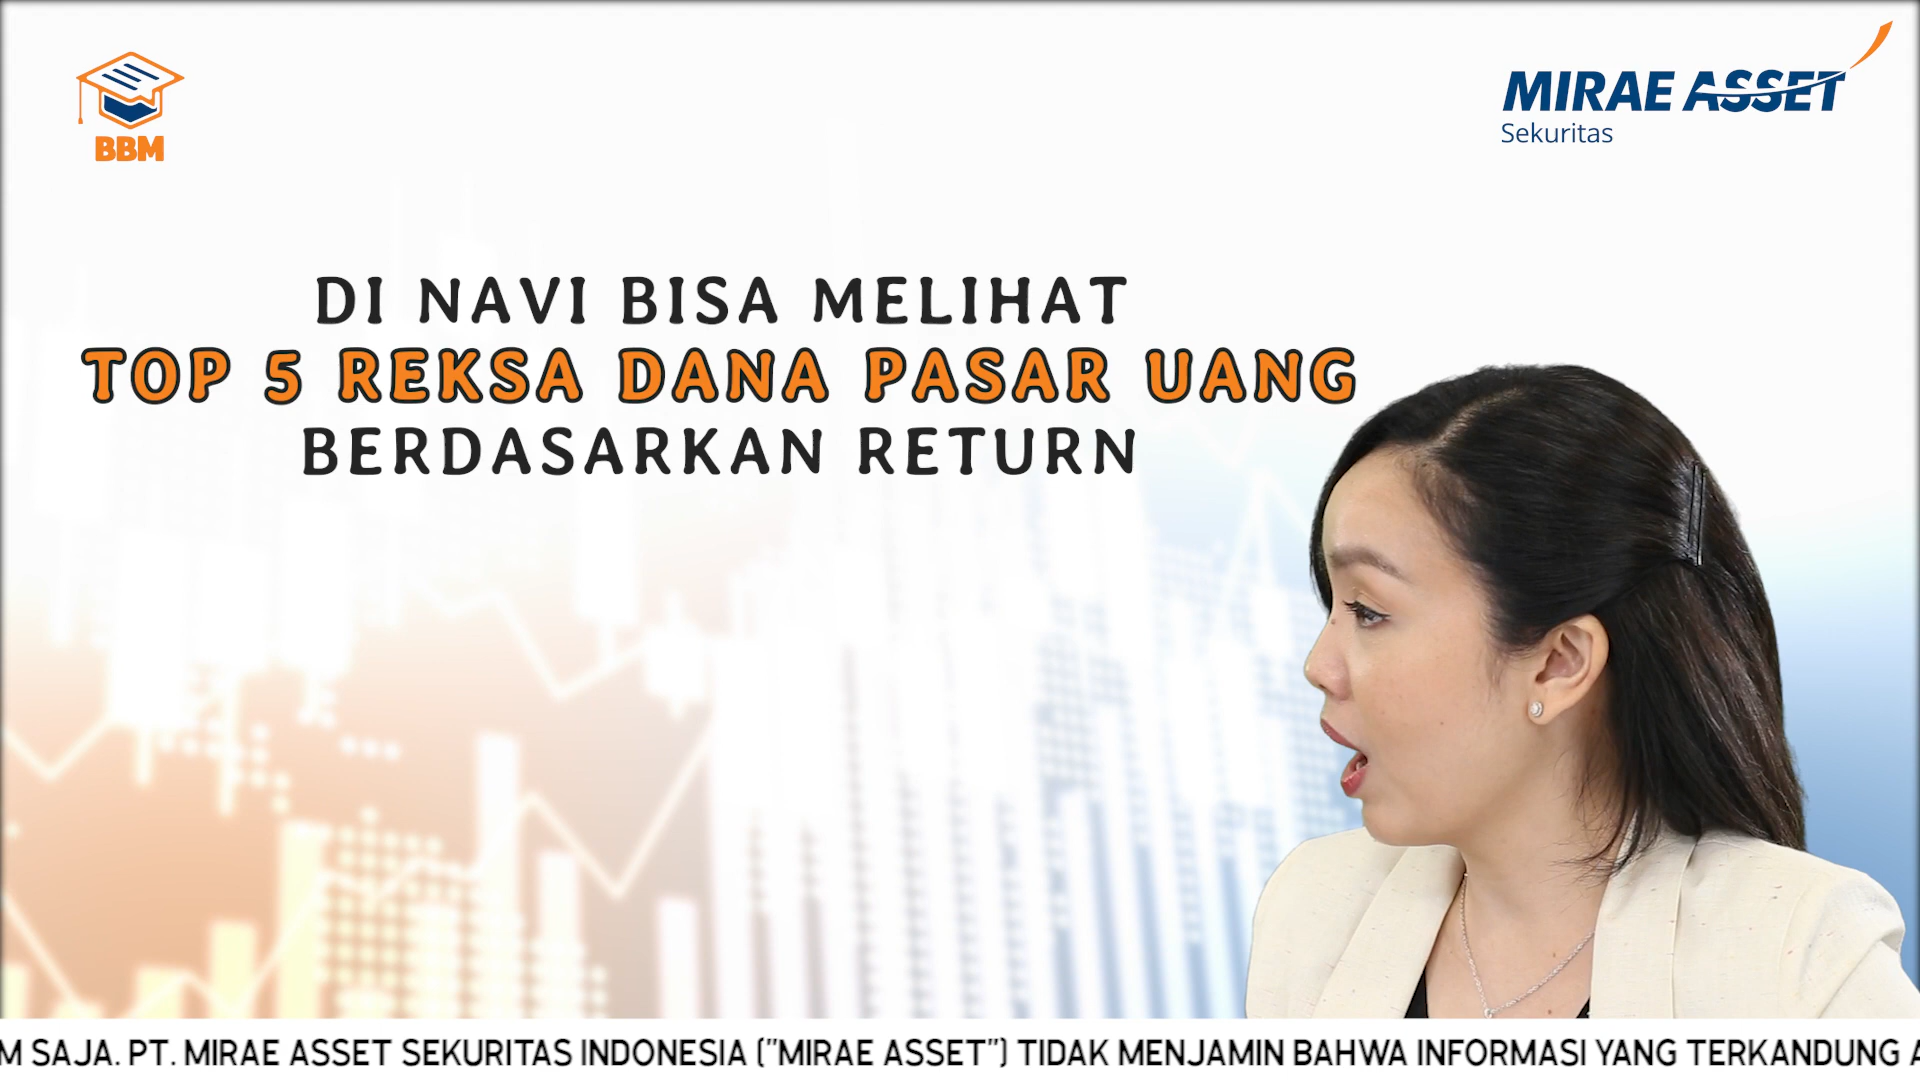 BBM
MIRAE ASSET
Sekuritas
DI NAVI BISA MELIHAT
TOP 5 REKSA DANA PASAR UANG
BERDASARKAN RETURN
M SAJA. PT. MIRAE ASSET SEKURITAS INDONESIA ("MIRAE ASSET") TIDAK MENJAMIN BAHWA INFORMASI YANG TERKANDUNG A